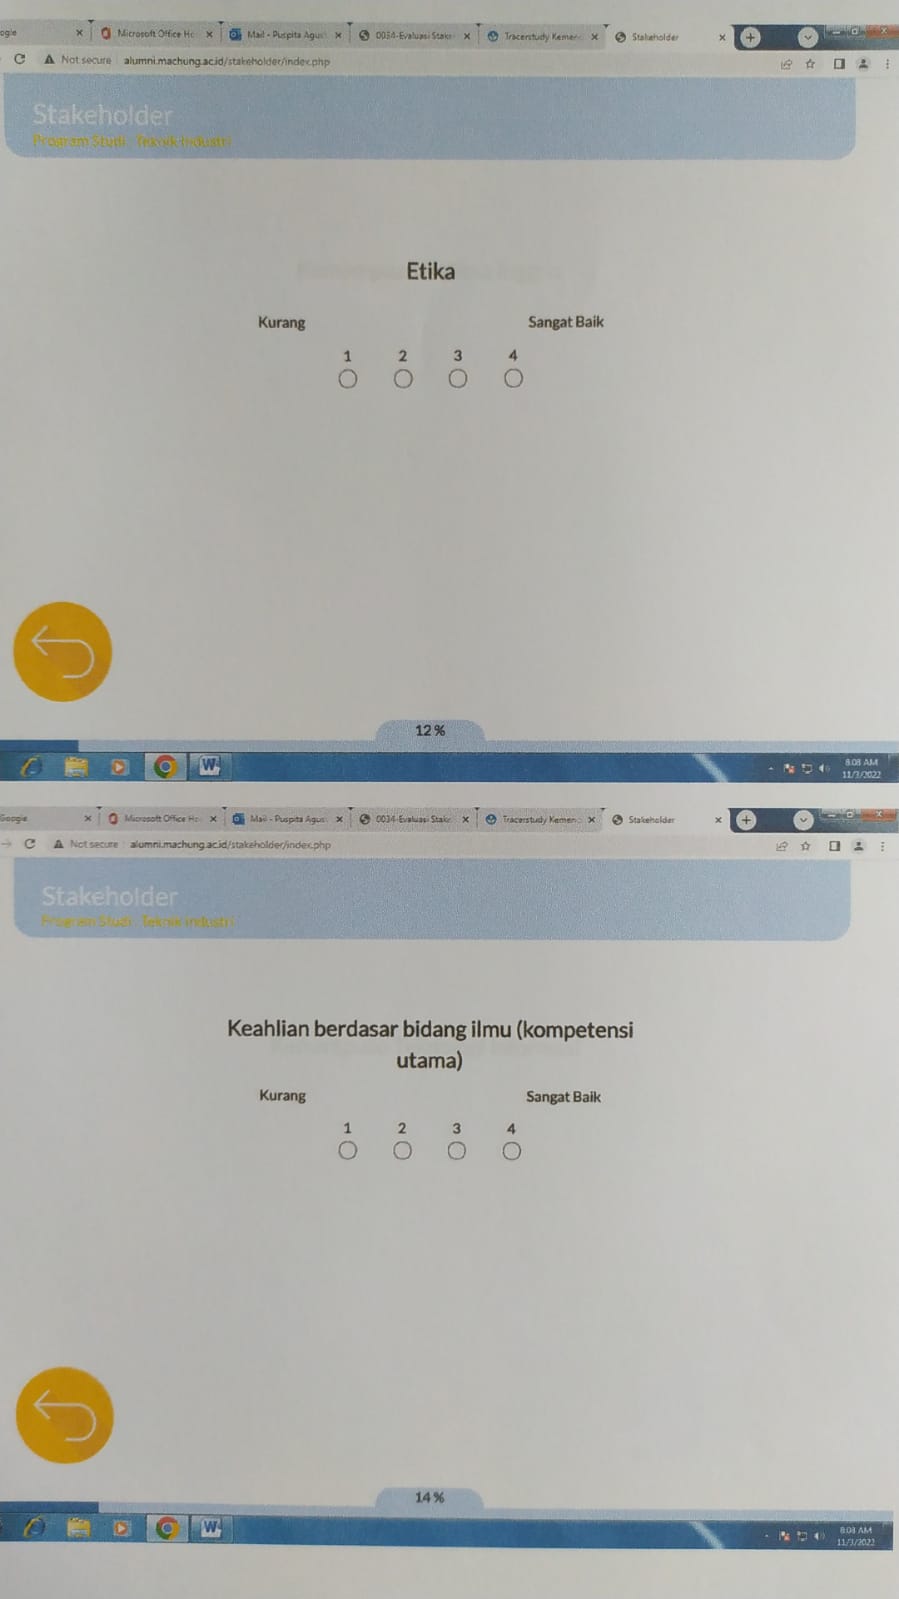 ogle
Microsoft Office Ho
Mail - Puspita Agus
0034-Evaluasi Stake
Tracerstudy Kemen
Stakeholder
Not secure
alumni.machung.ac.id/stakeholder/index.php
Stakeholder
Program Studi : Teknik Industri
Etika
Kurang
Sangat Baik
1 2 3 4
12 %
8:03 AM
11/3/2022
Google
Microsoft Office Ho
Mail - Puspita Agus
0034-Evaluasi Stake
Tracerstudy Kemen
Stakeholder
Not secure
alumni.machung.ac.id/stakeholder/index.php
Stakeholder
Program Studi : Teknik Industri
Keahlian berdasar bidang ilmu (kompetensi
utama)
Kurang
Sangat Baik
1 2 3 4
14 %
8:03 AM
11/3/2022